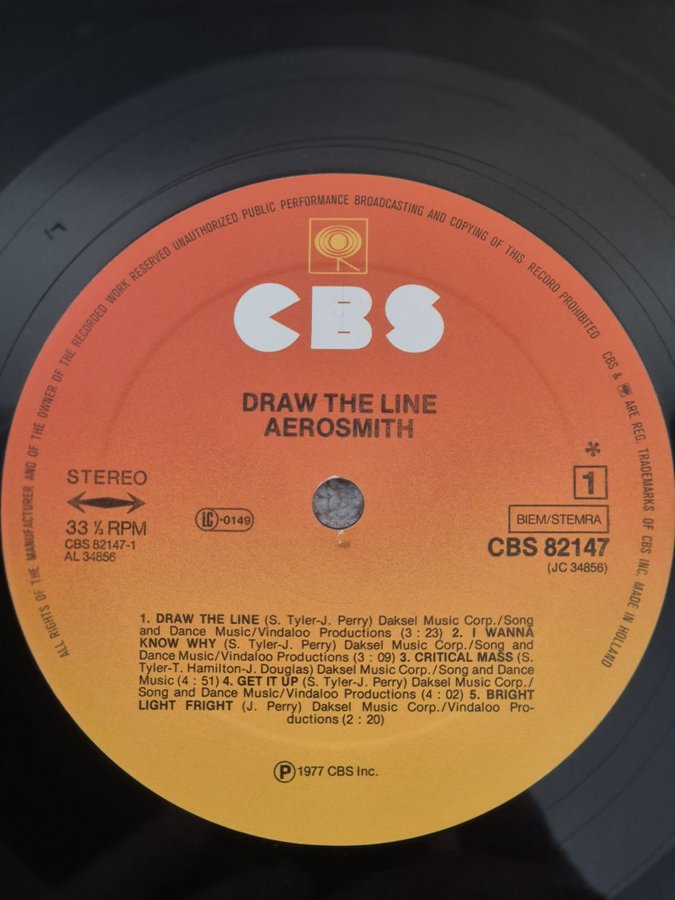 ALL RIGHTS OF THE MANUFACTURER AND OF THE OWNER OF THE RECORDED WORK RESERVED UNAUTHORIZED PUBLIC PERFORMANCE BROADCASTING AND COPYING OF THIS RECORD PROHIBITED
CBS & ARE REG. TRADEMARKS OF CBS INC. MADE IN HOLLAND
CBS
DRAW THE LINE
AEROSMITH
STEREO
33 ⅓ RPM
CBS 82147-1
AL 34856
LC-0149
*
1
BIEM/STEMRA
CBS 82147
(JC 34856)
1. DRAW THE LINE (S. Tyler-J. Perry) Daksel Music Corp./Song
and Dance Music/Vindaloo Productions (3 : 23) 2. I WANNA
KNOW WHY (S. Tyler-J. Perry) Daksel Music Corp./Song and
Dance Music/Vindaloo Productions (3 : 09) 3. CRITICAL MASS (S.
Tyler-T. Hamilton-J. Douglas) Daksel Music Corp./Song and Dance
Music (4 : 51) 4. GET IT UP (S. Tyler-J. Perry) Daksel Music Corp./
Song and Dance Music/Vindaloo Productions (4 : 02) 5. BRIGHT
LIGHT FRIGHT (J. Perry) Daksel Music Corp./Vindaloo Pro-
ductions (2 : 20)
Ⓟ 1977 CBS Inc.